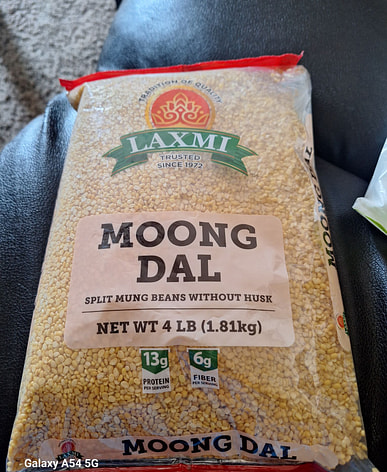 TRADITION OF QUALITY
LAXMI
TRUSTED
SINCE 1972
MOONG
DAL
SPLIT MUNG BEANS WITHOUT HUSK
NET WT 4 LB (1.81kg)
13g
PROTEIN
PER SERVING
6g
FIBER
PER SERVING
MOONG DAL
MOONG DAL
Galaxy A54 5G